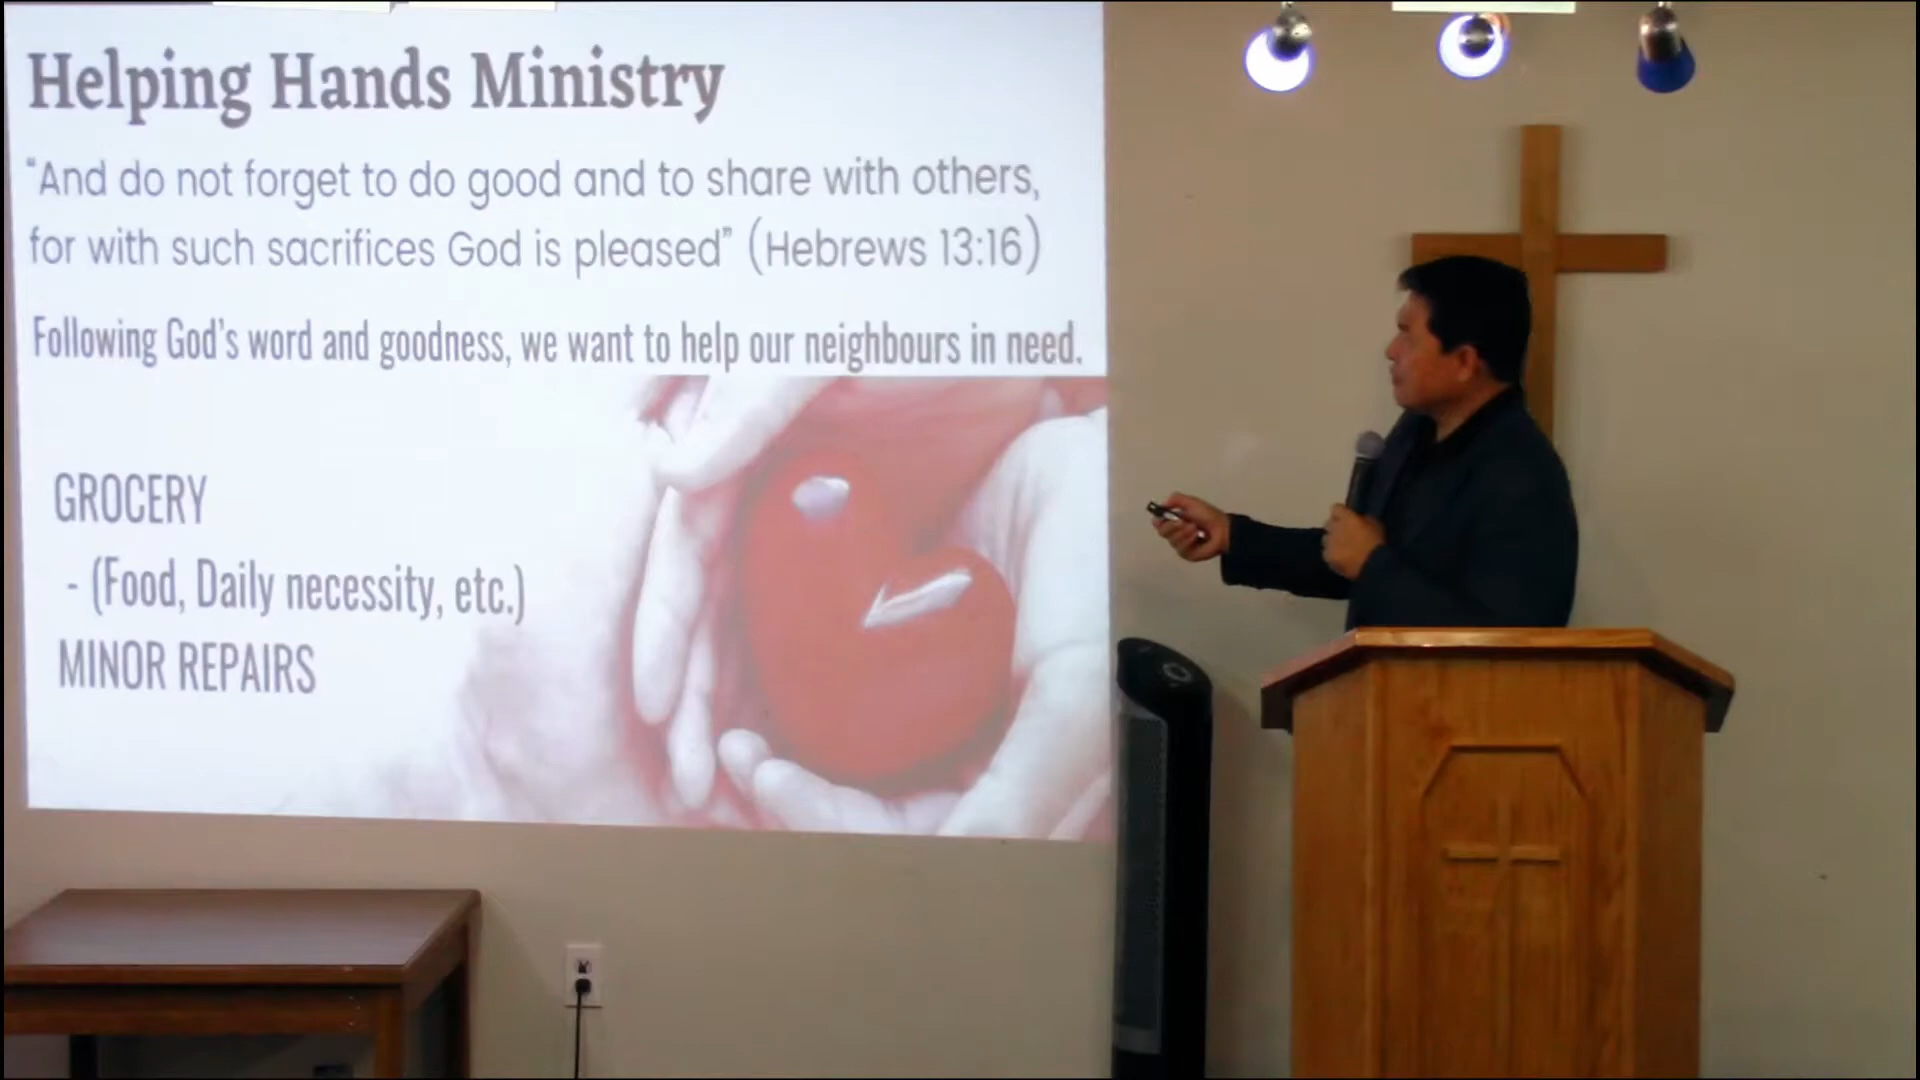 Helping Hands Ministry
“And do not forget to do good and to share with others,
for with such sacrifices God is pleased” (Hebrews 13:16)
Following God's word and goodness, we want to help our neighbours in need.
GROCERY
- (Food, Daily necessity, etc.)
MINOR REPAIRS